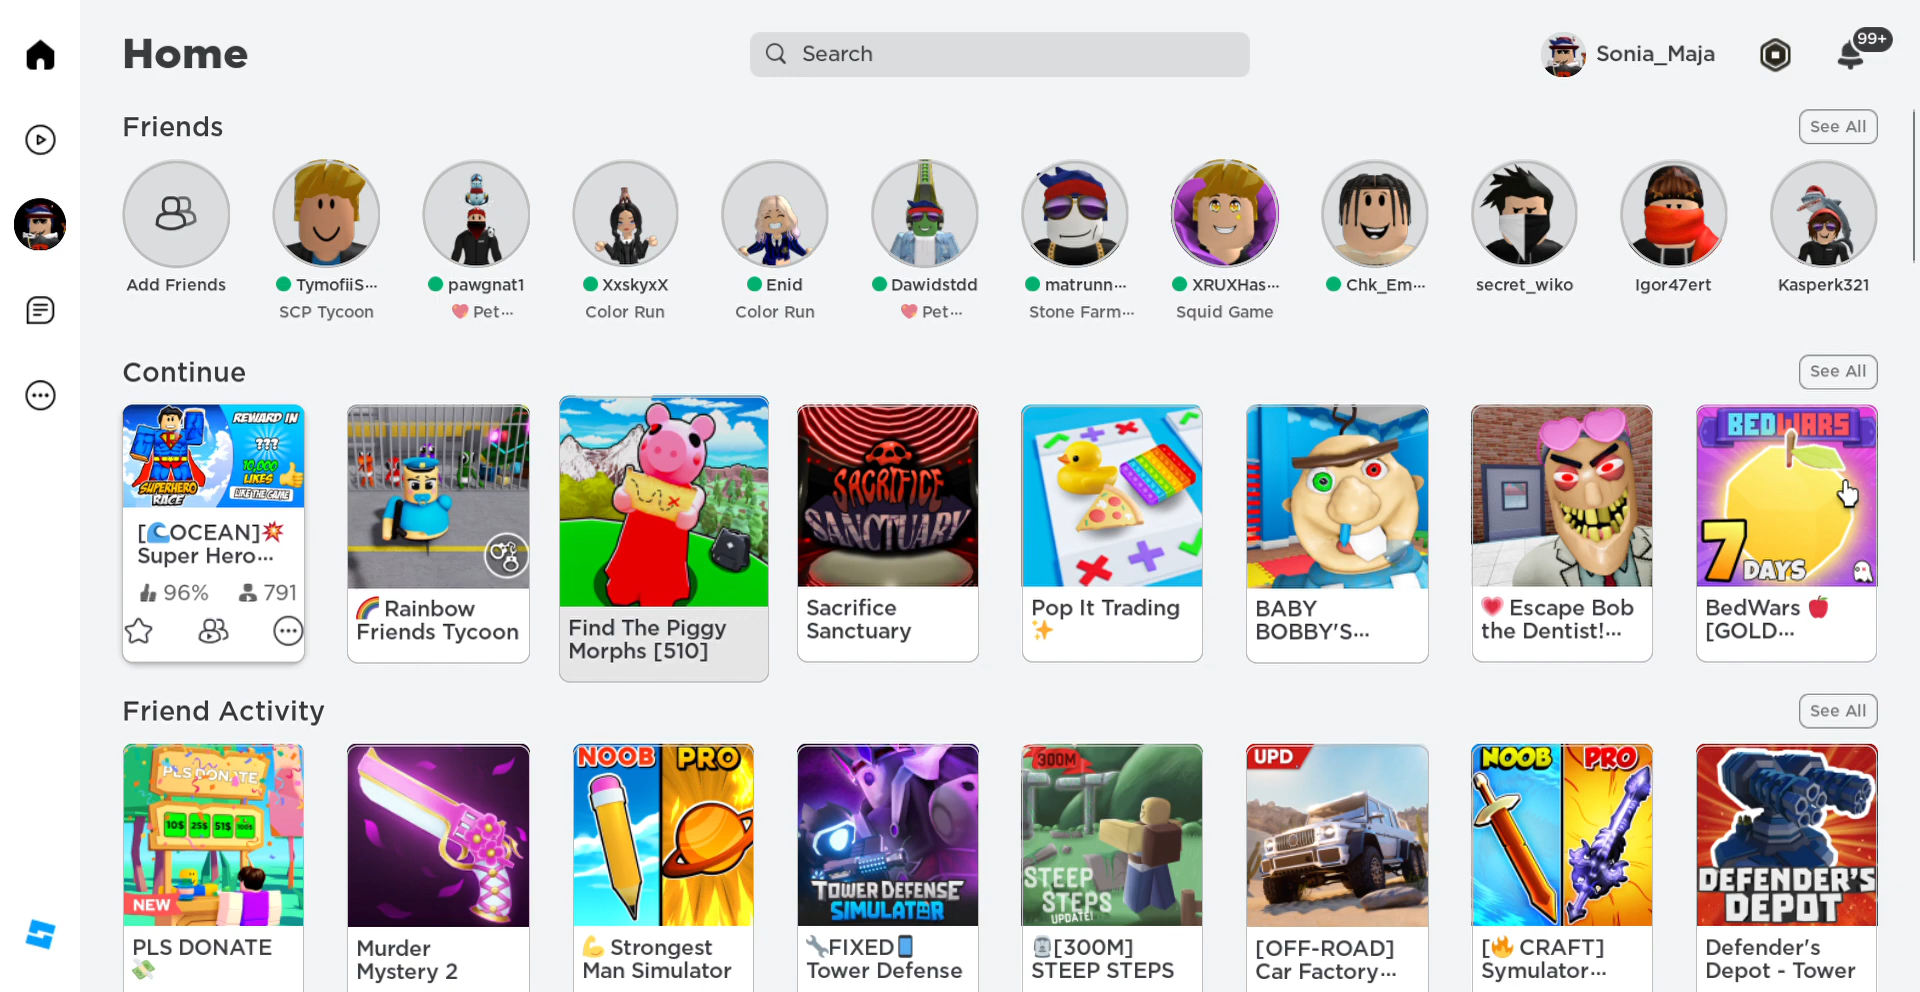 Home
Search
Sonia_Maja
99+
Friends
See All
Add Friends
TymofiiS...
SCP Tycoon
pawgnat1
💖 Pet...
XxskyxX
Color Run
Enid
Color Run
Dawidstdd
💖 Pet...
matrunn...
Stone Farm...
XRUXHas...
Squid Game
Chk_Em...
secret_wiko
Igor47ert
Kasperk321
Continue
See All
REWARD IN
???
10,000
LIKES
LIKE THE GAME
SUPERHERO
RACE
[🌊OCEAN]💥
Super Hero...
96%
791
🌈 Rainbow
Friends Tycoon
Find The Piggy
Morphs [510]
SACRIFICE
SANCTUARY
Sacrifice
Sanctuary
Pop It Trading
✨
BABY
BOBBY'S...
💗 Escape Bob
the Dentist!...
BEDWARS
7 DAYS
BedWars 🍎
[GOLD...
Friend Activity
See All
PLS DONATE
10$ 25$ 51$
NEW
PLS DONATE
💸
Murder
Mystery 2
NOOB PRO
💪 Strongest
Man Simulator
TOWER DEFENSE
SIMULATOR
🔧FIXED📱
Tower Defense
300M
STEEP
STEPS
UPDATE!
🗿[300M]
STEEP STEPS
UPD
[OFF-ROAD]
Car Factory...
NOOB PRO
[🔥 CRAFT]
Symulator...
DEFENDER'S
DEPOT
Defender's
Depot - Tower